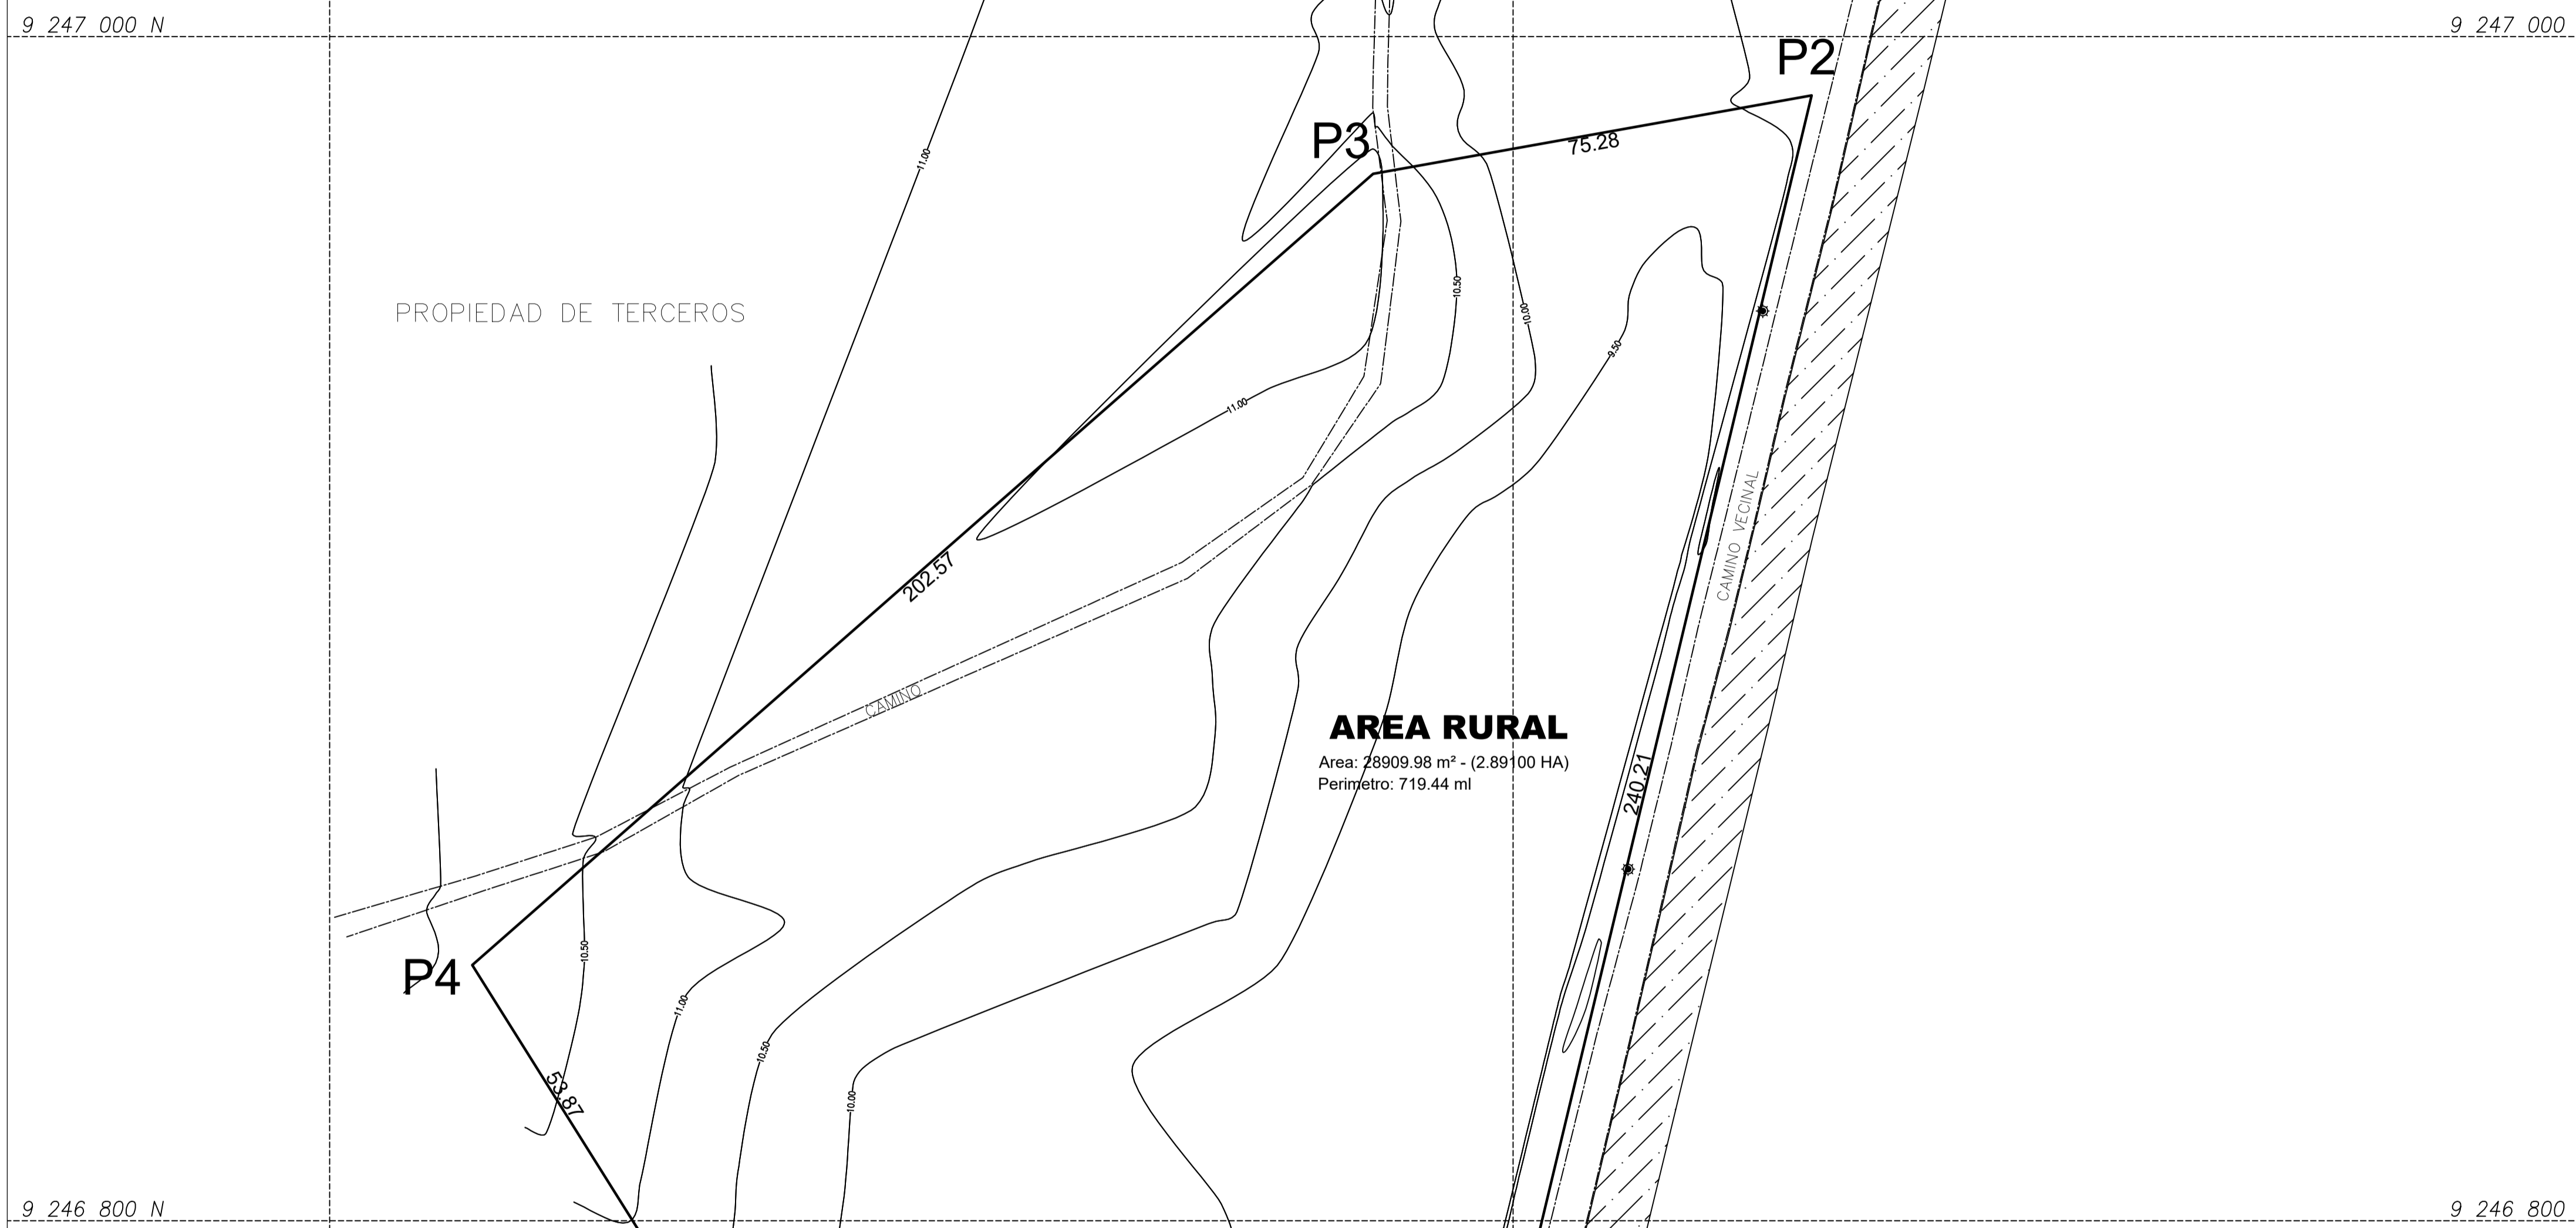 9 247 000 N
9 247 000
P2
P3
75.28
11.00
10.50
10.00
PROPIEDAD DE TERCEROS
9.50
11.00
CAMINO VECINAL
202.57
CAMINO
AREA RURAL
Area: 28909.98 m² - (2.89100 HA)
Perimetro: 719.44 ml
240.21
P4
10.50
11.00
10.50
53.87
10.00
9 246 800 N
9 246 800